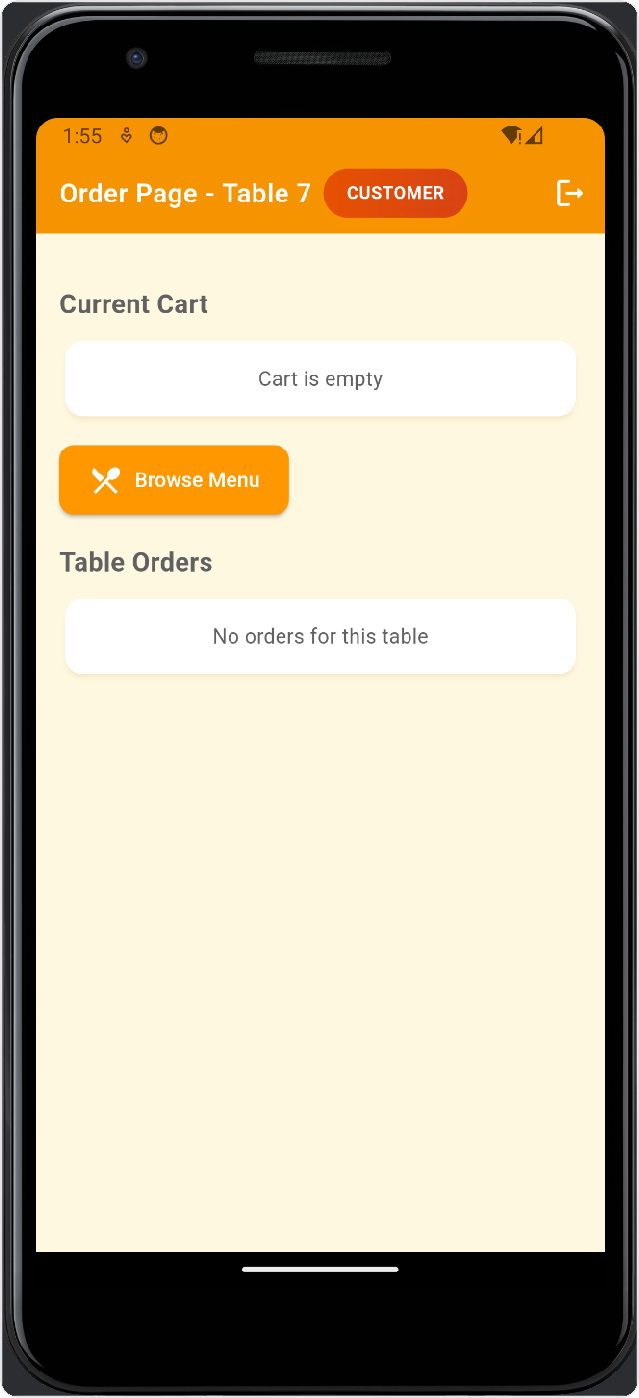 1:55
Order Page - Table 7 CUSTOMER
Current Cart
Cart is empty
Browse Menu
Table Orders
No orders for this table